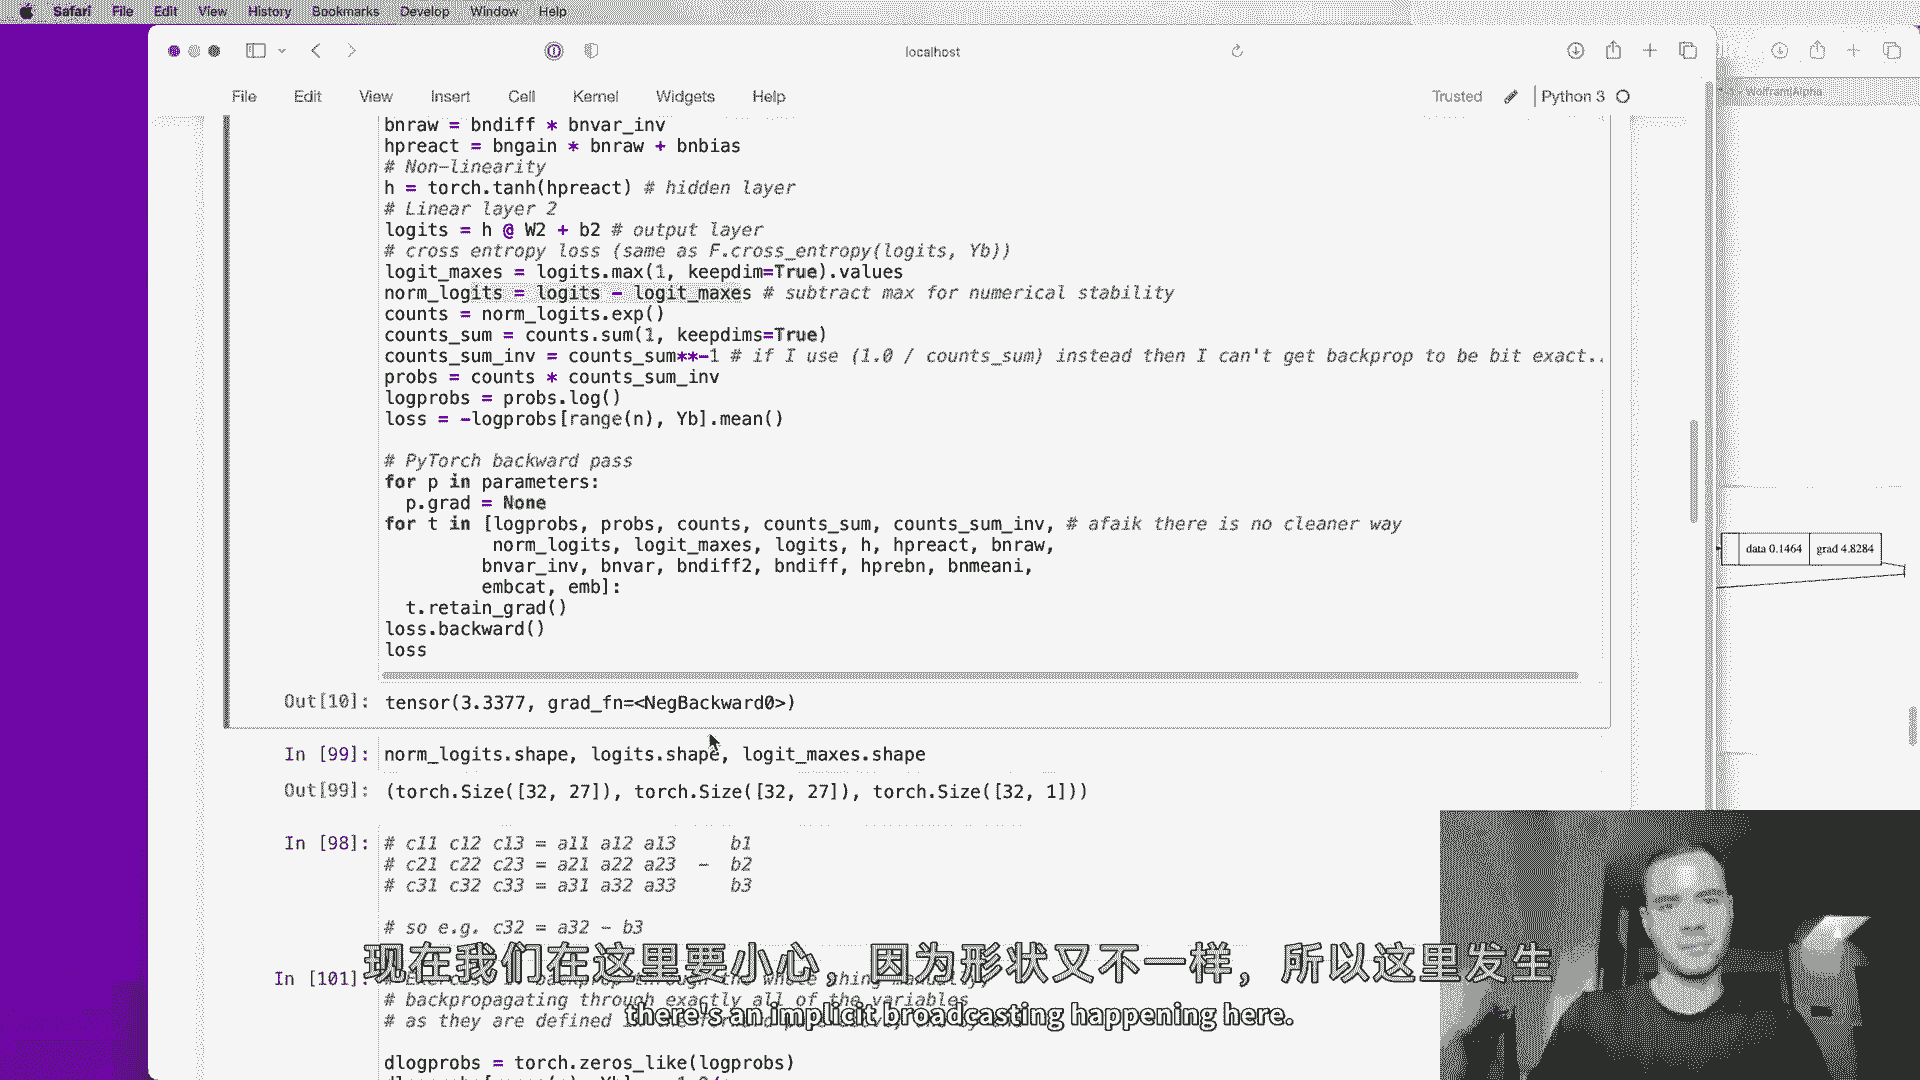 Safari File Edit View History Bookmarks Develop Window Help
localhost
File Edit View Insert Cell Kernel Widgets Help Trusted Python 3
WolframAlpha
bnraw = bndiff * bnvar_inv
hpreact = bngain * bnraw + bnbias
# Non-linearity
h = torch.tanh(hpreact) # hidden layer
# Linear layer 2
logits = h @ W2 + b2 # output layer
# cross entropy loss (same as F.cross_entropy(logits, Yb))
logit_maxes = logits.max(1, keepdim=True).values
norm_logits = logits - logit_maxes # subtract max for numerical stability
counts = norm_logits.exp()
counts_sum = counts.sum(1, keepdims=True)
counts_sum_inv = counts_sum**-1 # if I use (1.0 / counts_sum) instead then I can't get backprop to be bit exact..
probs = counts * counts_sum_inv
logprobs = probs.log()
loss = -logprobs[range(n), Yb].mean()
# PyTorch backward pass
for p in parameters:
p.grad = None
for t in [logprobs, probs, counts, counts_sum, counts_sum_inv, # afaik there is no cleaner way
norm_logits, logit_maxes, logits, h, hpreact, bnraw,
bnvar_inv, bnvar, bndiff2, bndiff, hprebn, bnmeani,
embcat, emb]:
t.retain_grad()
loss.backward()
loss
data 0.1464 grad 4.8284
Out[10]: tensor(3.3377, grad_fn=<NegBackward0>)
In [99]: norm_logits.shape, logits.shape, logit_maxes.shape
Out[99]: (torch.Size([32, 27]), torch.Size([32, 27]), torch.Size([32, 1]))
In [98]: # c11 c12 c13 = a11 a12 a13 b1
# c21 c22 c23 = a21 a22 a23 - b2
# c31 c32 c33 = a31 a32 a33 b3
# so e.g. c32 = a32 - b3
现在我们在这里要小心，因为形状又不一样，所以这里发生
In [101]: # Exercise 1: backprop through the whole thing manually,
# backpropagating through exactly all of the variables
# as they are defined in the
there's an implicit broadcasting happening here.
dlogprobs = torch.zeros_like(logprobs)